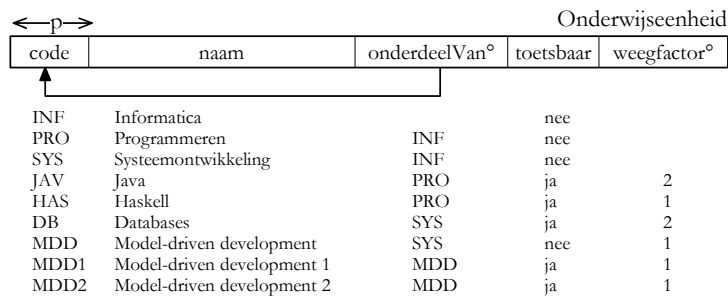 p
Onderwijseenheid
code naam onderdeelVan° toetsbaar weegfactor°
INF Informatica nee
PRO Programmeren INF nee
SYS Systeemontwikkeling INF nee
JAV Java PRO ja 2
HAS Haskell PRO ja 1
DB Databases SYS ja 2
MDD Model-driven development SYS nee 1
MDD1 Model-driven development 1 MDD ja 1
MDD2 Model-driven development 2 MDD ja 1